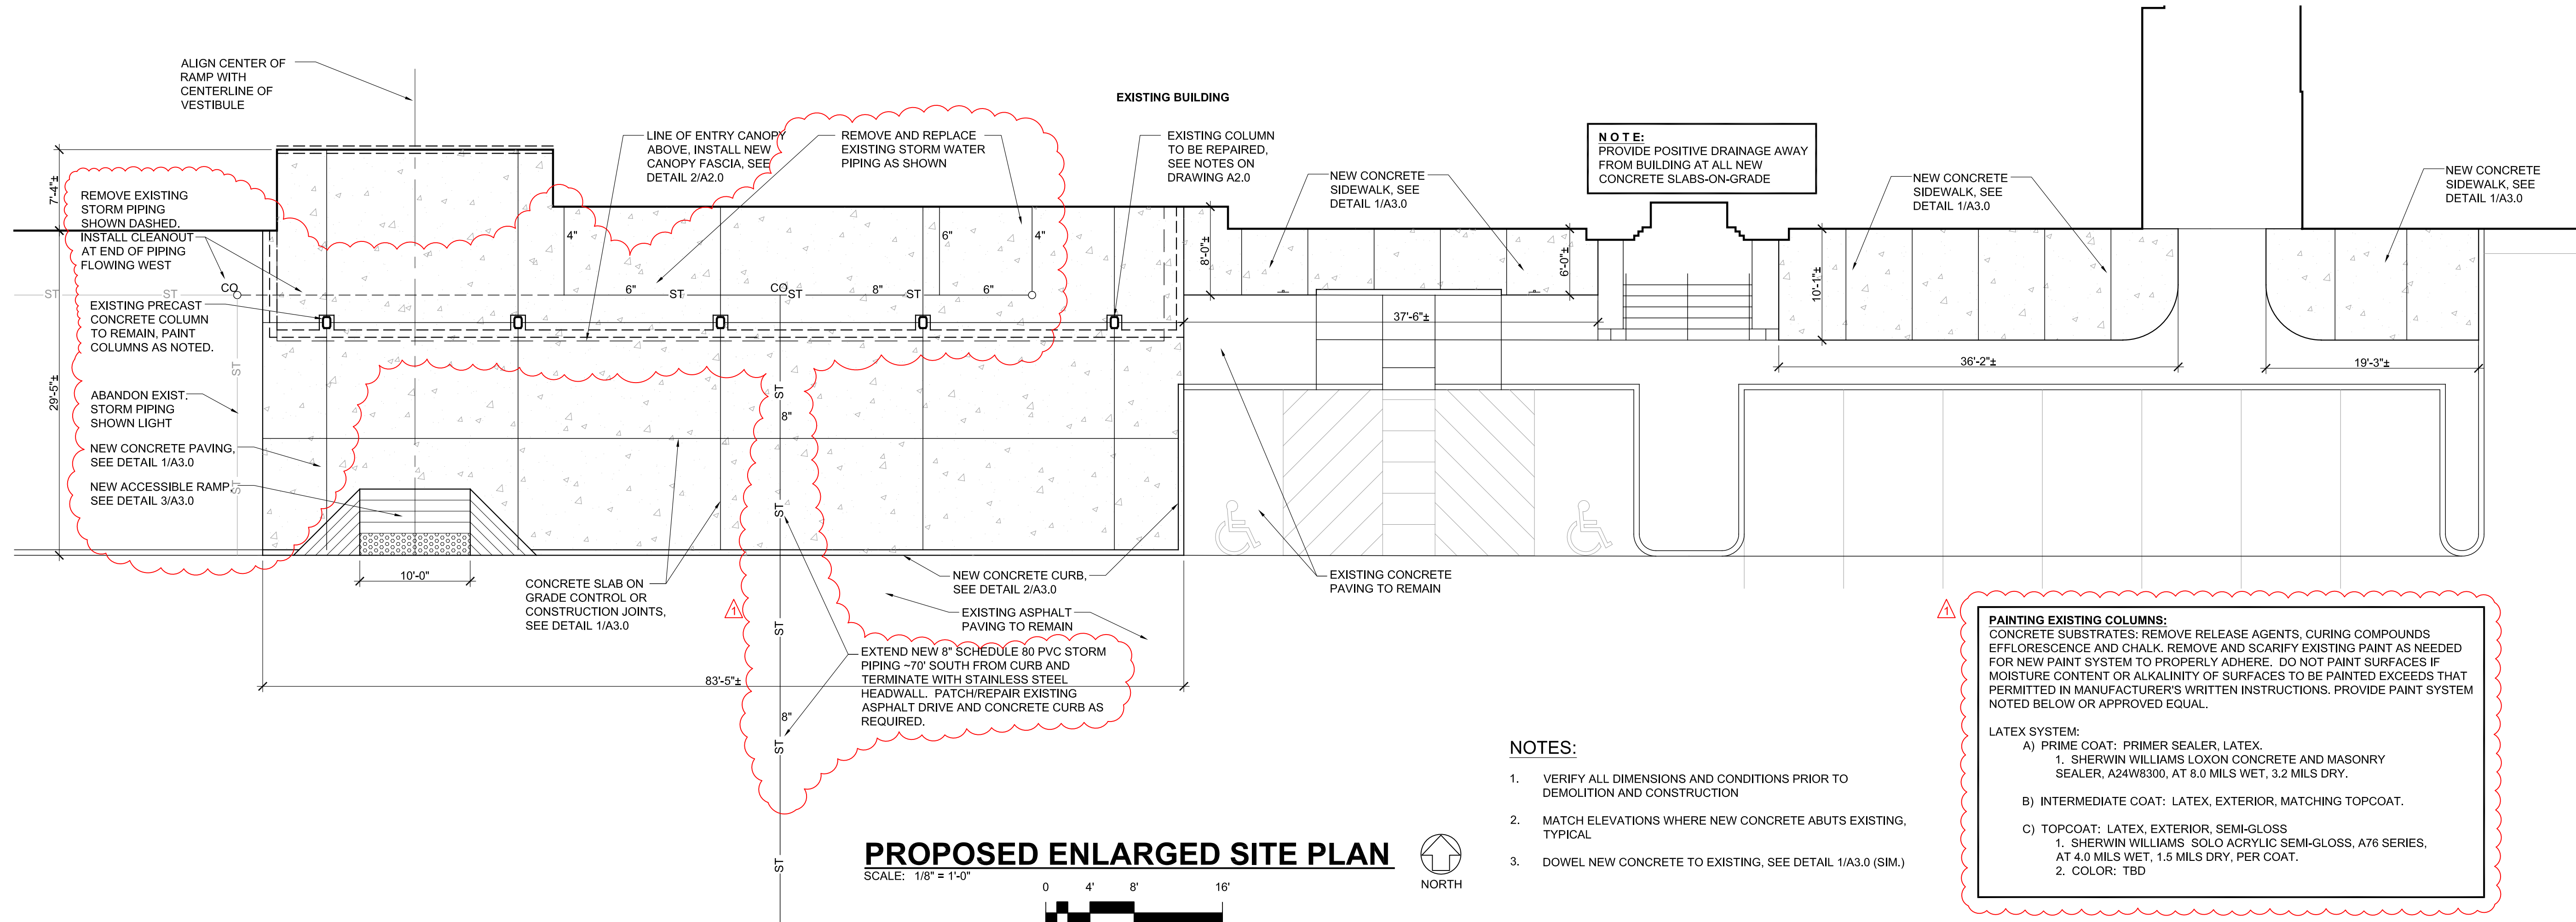 ALIGN CENTER OF
RAMP WITH
CENTERLINE OF
VESTIBULE
EXISTING BUILDING
LINE OF ENTRY CANOPY
ABOVE, INSTALL NEW
CANOPY FASCIA, SEE
DETAIL 2/A2.0
REMOVE AND REPLACE
EXISTING STORM WATER
PIPING AS SHOWN
EXISTING COLUMN
TO BE REPAIRED,
SEE NOTES ON
DRAWING A2.0
NEW CONCRETE
SIDEWALK, SEE
DETAIL 1/A3.0
NOTE:
PROVIDE POSITIVE DRAINAGE AWAY
FROM BUILDING AT ALL NEW
CONCRETE SLABS-ON-GRADE
NEW CONCRETE
SIDEWALK, SEE
DETAIL 1/A3.0
NEW CONCRETE
SIDEWALK, SEE
DETAIL 1/A3.0
7'-4"±
REMOVE EXISTING
STORM PIPING
SHOWN DASHED.
INSTALL CLEANOUT
AT END OF PIPING
FLOWING WEST
4"
6"
4"
8'-0"±
6'-0"±
10'-1"±
ST
ST
CO
6"
ST
CO
ST
8"
ST
6"
EXISTING PRECAST
CONCRETE COLUMN
TO REMAIN, PAINT
COLUMNS AS NOTED.
37'-6"±
36'-2"±
19'-3"±
29'-5"±
ST
ST
ABANDON EXIST.
STORM PIPING
SHOWN LIGHT
8"
NEW CONCRETE PAVING,
SEE DETAIL 1/A3.0
NEW ACCESSIBLE RAMP,
SEE DETAIL 3/A3.0
ST
ST
10'-0"
CONCRETE SLAB ON
GRADE CONTROL OR
CONSTRUCTION JOINTS,
SEE DETAIL 1/A3.0
NEW CONCRETE CURB,
SEE DETAIL 2/A3.0
EXISTING ASPHALT
PAVING TO REMAIN
EXISTING CONCRETE
PAVING TO REMAIN
1
ST
EXTEND NEW 8" SCHEDULE 80 PVC STORM
PIPING ~70' SOUTH FROM CURB AND
TERMINATE WITH STAINLESS STEEL
HEADWALL. PATCH/REPAIR EXISTING
ASPHALT DRIVE AND CONCRETE CURB AS
REQUIRED.
83'-5"±
8"
ST
ST
1
PAINTING EXISTING COLUMNS:
CONCRETE SUBSTRATES: REMOVE RELEASE AGENTS, CURING COMPOUNDS
EFFLORESCENCE AND CHALK. REMOVE AND SCARIFY EXISTING PAINT AS NEEDED
FOR NEW PAINT SYSTEM TO PROPERLY ADHERE. DO NOT PAINT SURFACES IF
MOISTURE CONTENT OR ALKALINITY OF SURFACES TO BE PAINTED EXCEEDS THAT
PERMITTED IN MANUFACTURER'S WRITTEN INSTRUCTIONS. PROVIDE PAINT SYSTEM
NOTED BELOW OR APPROVED EQUAL.
LATEX SYSTEM:
A) PRIME COAT: PRIMER SEALER, LATEX.
1. SHERWIN WILLIAMS LOXON CONCRETE AND MASONRY
SEALER, A24W8300, AT 8.0 MILS WET, 3.2 MILS DRY.
B) INTERMEDIATE COAT: LATEX, EXTERIOR, MATCHING TOPCOAT.
C) TOPCOAT: LATEX, EXTERIOR, SEMI-GLOSS
1. SHERWIN WILLIAMS SOLO ACRYLIC SEMI-GLOSS, A76 SERIES,
AT 4.0 MILS WET, 1.5 MILS DRY, PER COAT.
2. COLOR: TBD
NOTES:
1. VERIFY ALL DIMENSIONS AND CONDITIONS PRIOR TO
DEMOLITION AND CONSTRUCTION
2. MATCH ELEVATIONS WHERE NEW CONCRETE ABUTS EXISTING,
TYPICAL
3. DOWEL NEW CONCRETE TO EXISTING, SEE DETAIL 1/A3.0 (SIM.)
PROPOSED ENLARGED SITE PLAN
SCALE: 1/8" = 1'-0"
0 4' 8' 16'
NORTH